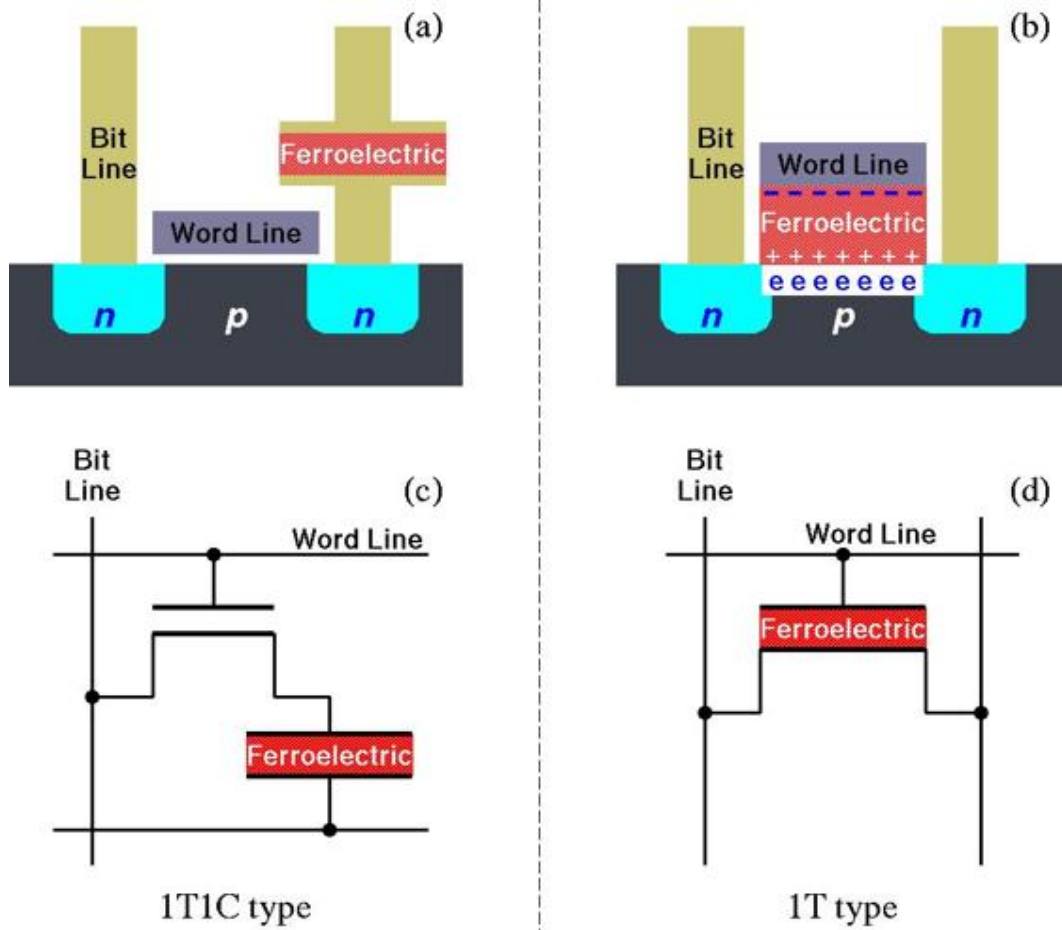 (a)
Bit
Line
Ferroelectric
Word Line
n
p
n
(b)
Bit
Line
Word Line
- - - - - - -
Ferroelectric
+ + + + + + +
e e e e e e e
n
p
n
Bit
Line
(c)
Word Line
Ferroelectric
1T1C type
Bit
Line
(d)
Word Line
Ferroelectric
1T type